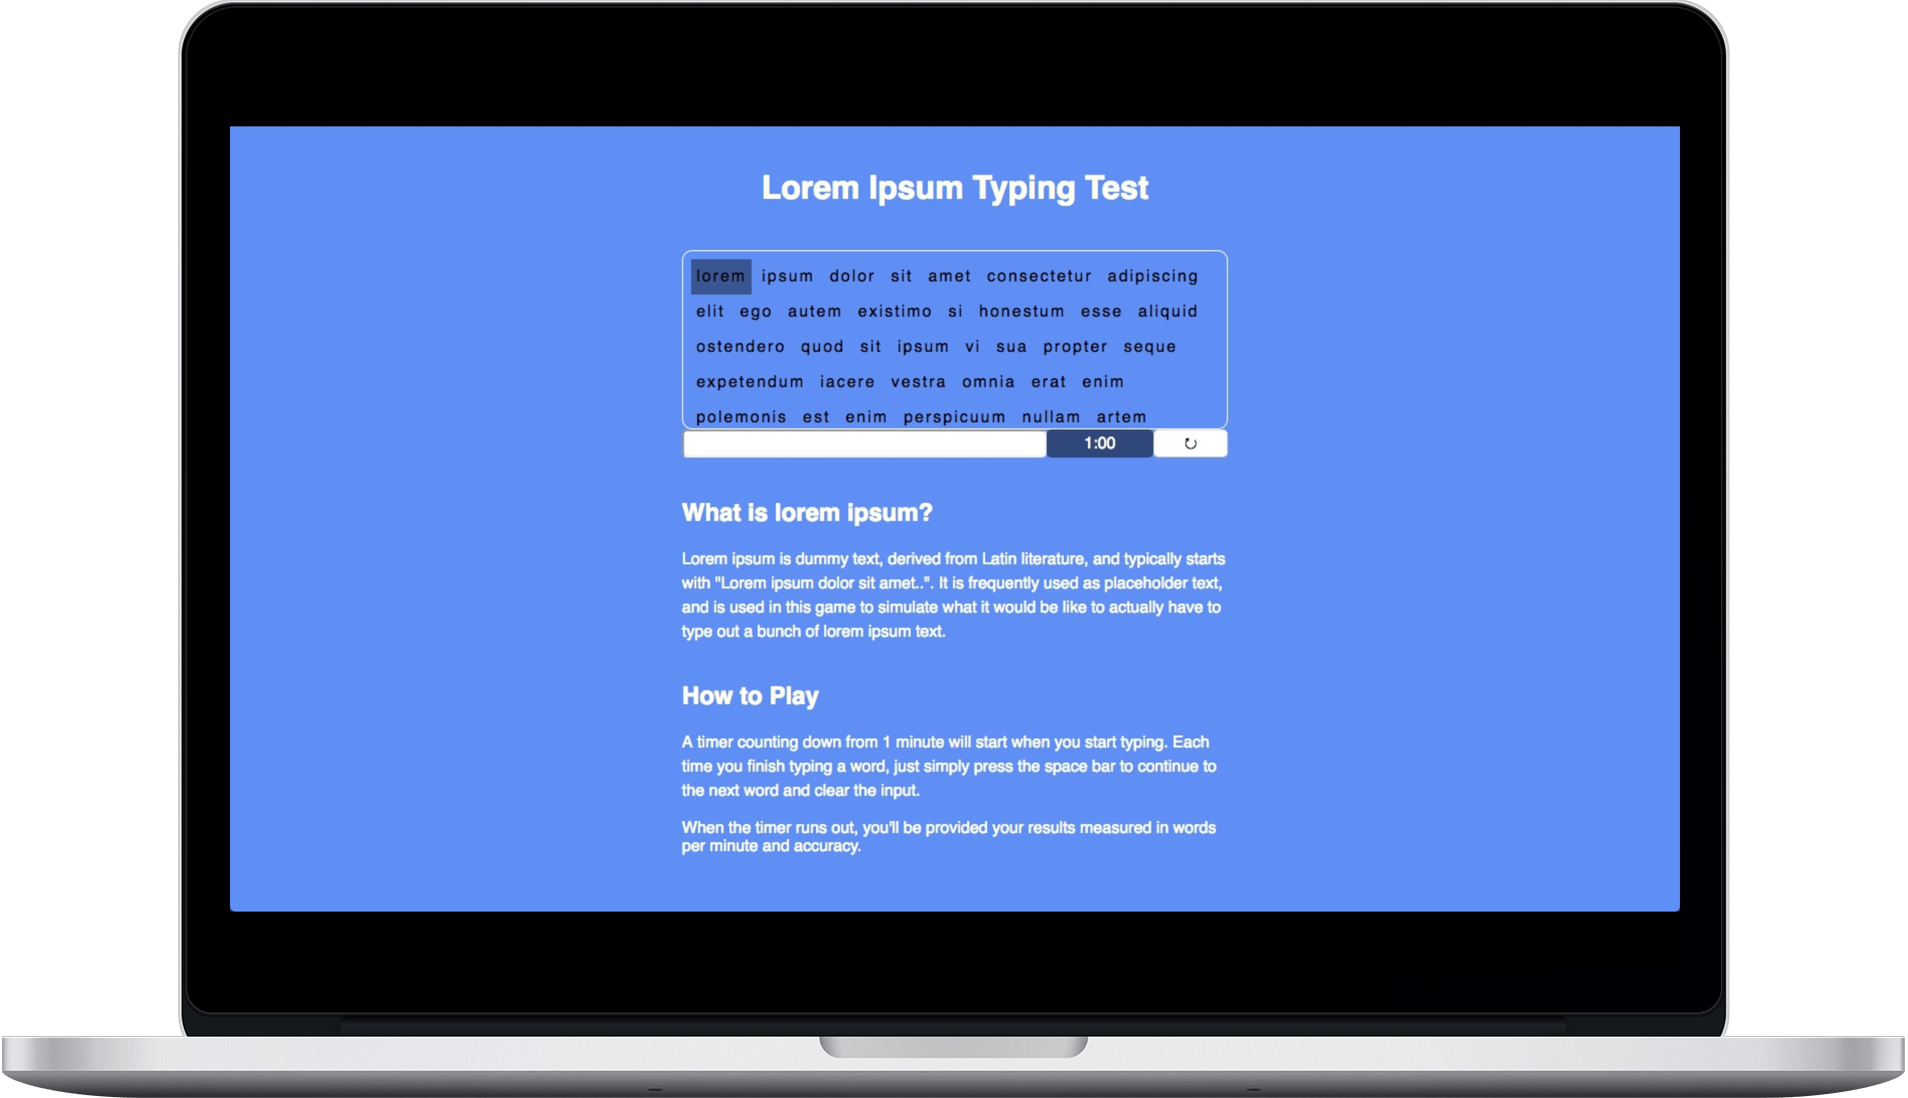 Lorem Ipsum Typing Test
lorem ipsum dolor sit amet consectetur adipiscing
elit ego autem existimo si honestum esse aliquid
ostendero quod sit ipsum vi sua propter seque
expetendum iacere vestra omnia erat enim
polemonis est enim perspicuum nullam artem
1:00 ↻
What is lorem ipsum?
Lorem ipsum is dummy text, derived from Latin literature, and typically starts
with "Lorem ipsum dolor sit amet..". It is frequently used as placeholder text,
and is used in this game to simulate what it would be like to actually have to
type out a bunch of lorem ipsum text.
How to Play
A timer counting down from 1 minute will start when you start typing. Each
time you finish typing a word, just simply press the space bar to continue to
the next word and clear the input.
When the timer runs out, you'll be provided your results measured in words
per minute and accuracy.